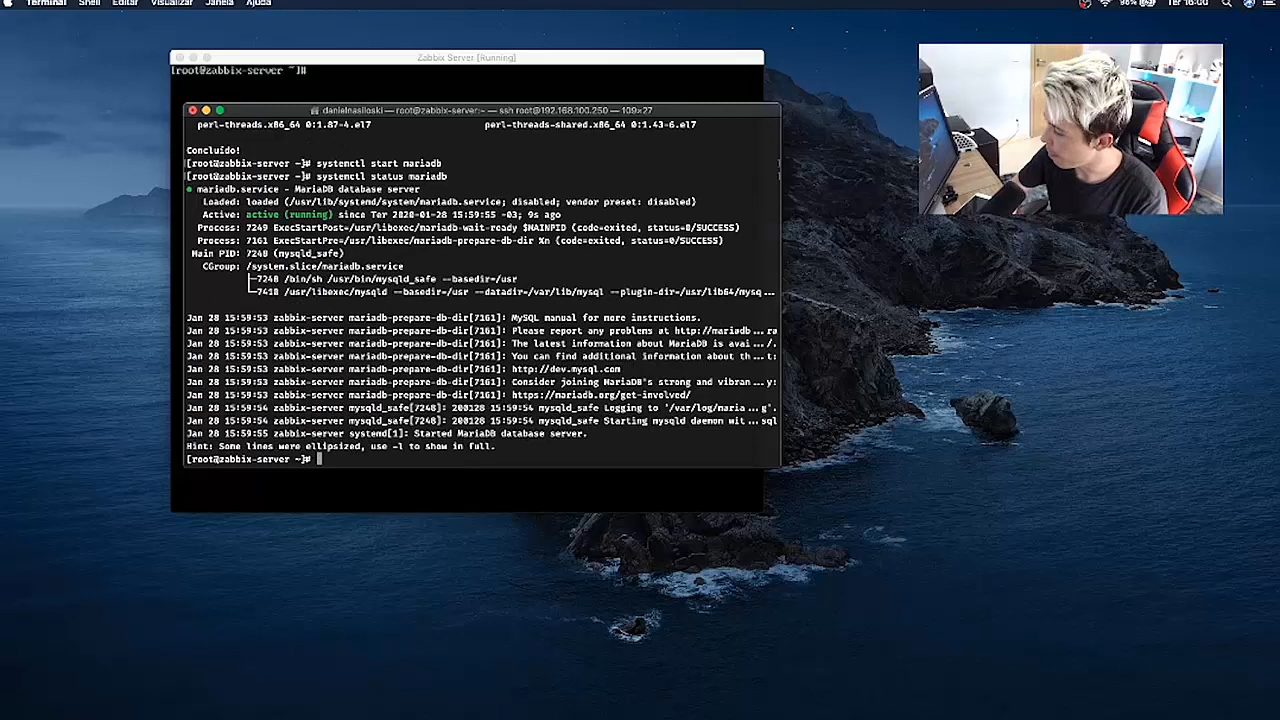 Terminal Shell Editar Visualizar Janela Ajuda
98% Ter 16:00
Zabbix Server [Running]
[root@zabbix-server ~]#
danielnasiloski — root@zabbix-server:~ — ssh root@192.168.100.250 — 109×27
perl-threads.x86_64 0:1.87-4.el7 perl-threads-shared.x86_64 0:1.43-6.el7
Concluído!
[root@zabbix-server ~]# systemctl start mariadb
[root@zabbix-server ~]# systemctl status mariadb
● mariadb.service - MariaDB database server
Loaded: loaded (/usr/lib/systemd/system/mariadb.service; disabled; vendor preset: disabled)
Active: active (running) since Ter 2020-01-28 15:59:55 -03; 9s ago
Process: 7249 ExecStartPost=/usr/libexec/mariadb-wait-ready $MAINPID (code=exited, status=0/SUCCESS)
Process: 7161 ExecStartPre=/usr/libexec/mariadb-prepare-db-dir %n (code=exited, status=0/SUCCESS)
Main PID: 7248 (mysqld_safe)
CGroup: /system.slice/mariadb.service
├─7248 /bin/sh /usr/bin/mysqld_safe --basedir=/usr
└─7410 /usr/libexec/mysqld --basedir=/usr --datadir=/var/lib/mysql --plugin-dir=/usr/lib64/mysq...
Jan 28 15:59:53 zabbix-server mariadb-prepare-db-dir[7161]: MySQL manual for more instructions.
Jan 28 15:59:53 zabbix-server mariadb-prepare-db-dir[7161]: Please report any problems at http://mariadb...ra
Jan 28 15:59:53 zabbix-server mariadb-prepare-db-dir[7161]: The latest information about MariaDB is avai.../.
Jan 28 15:59:53 zabbix-server mariadb-prepare-db-dir[7161]: You can find additional information about th...t:
Jan 28 15:59:53 zabbix-server mariadb-prepare-db-dir[7161]: http://dev.mysql.com
Jan 28 15:59:53 zabbix-server mariadb-prepare-db-dir[7161]: Consider joining MariaDB's strong and vibran...y:
Jan 28 15:59:53 zabbix-server mariadb-prepare-db-dir[7161]: https://mariadb.org/get-involved/
Jan 28 15:59:54 zabbix-server mysqld_safe[7248]: 200128 15:59:54 mysqld_safe Logging to '/var/log/maria...g'.
Jan 28 15:59:54 zabbix-server mysqld_safe[7248]: 200128 15:59:54 mysqld_safe Starting mysqld daemon wit...sql
Jan 28 15:59:55 zabbix-server systemd[1]: Started MariaDB database server.
Hint: Some lines were ellipsized, use -l to show in full.
[root@zabbix-server ~]#